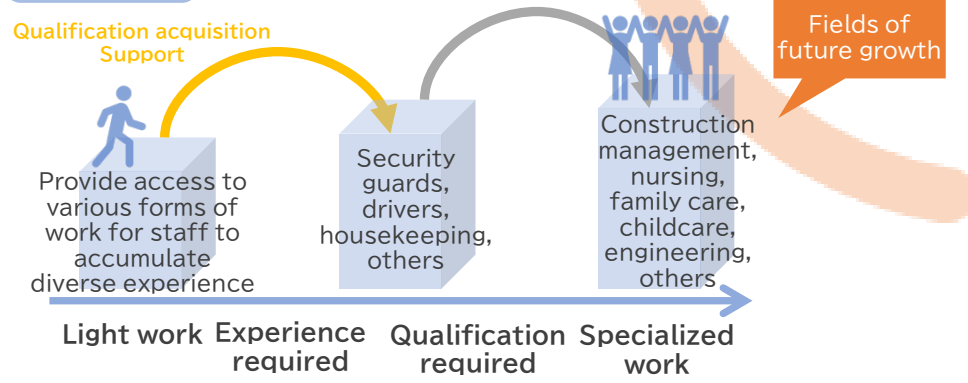 Qualification acquisition
Support
Fields of
future growth
Provide access to
various forms of
work for staff to
accumulate
diverse experience
Security
guards,
drivers,
housekeeping,
others
Construction
management,
nursing,
family care,
childcare,
engineering,
others
Light work
Experience
required
Qualification
required
Specialized
work